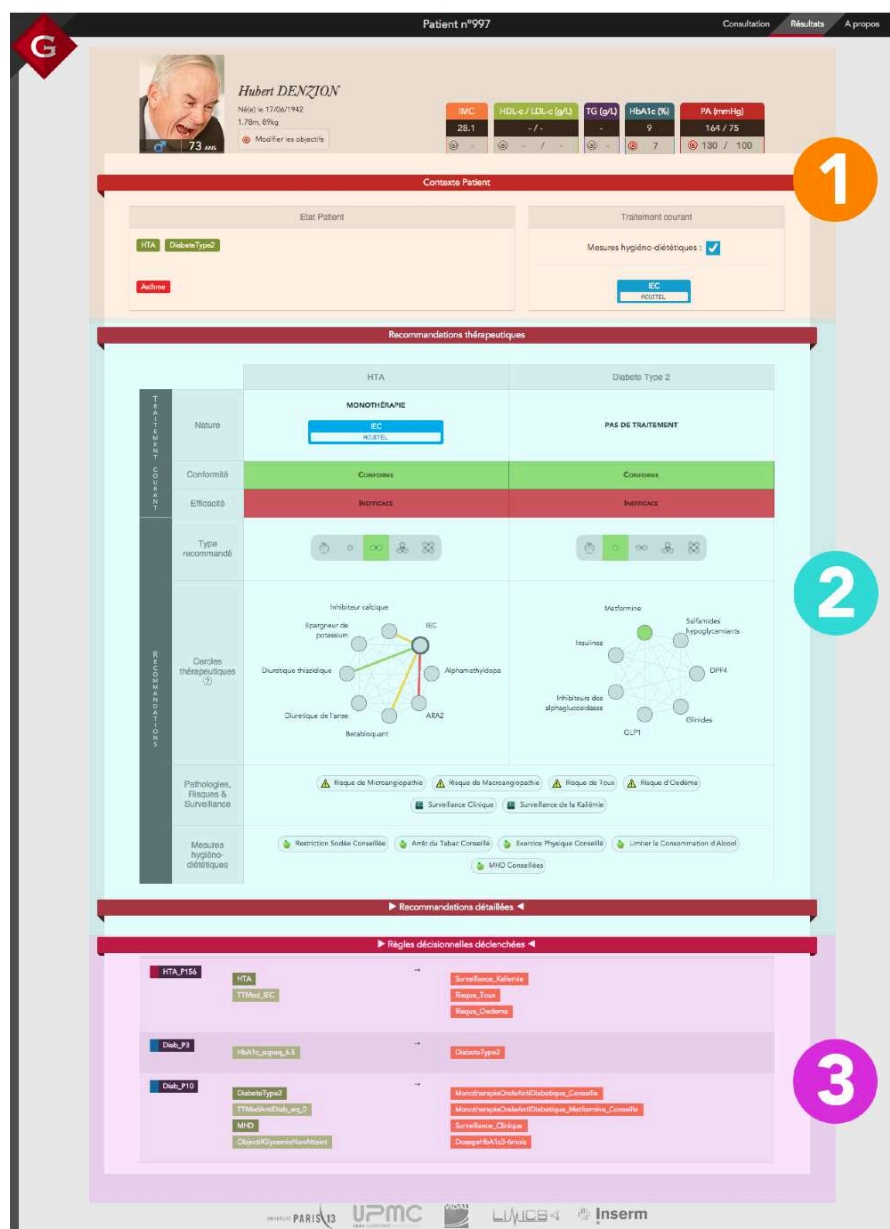 G
Patient n°997
Consultation
Résultats
A propos
Hubert DENZION
Né(e) le 17/06/1942
1.78m, 89kg
Modifier les objectifs
73 ANS
IMC
HDL-c / LDL-c (g/L)
TG (g/L)
HbA1c (%)
PA (mmHg)
28.1
- / -
-
9
164 / 75
-
- / -
-
7
130 / 100
1
Contexte Patient
Etat Patient
Traitement courant
HTA
DiabeteType2
Mesures hygiéno-diététiques :
Asthme
IEC
ACUITEL
Recommandations thérapeutiques
HTA
Diabete Type 2
TRAITEMENT COURANT
Nature
MONOTHÉRAPIE
IEC
ACUITEL
PAS DE TRAITEMENT
Conformité
CONFORME
CONFORME
Efficacité
INEFFICACE
INEFFICACE
2
RECOMMANDATIONS
Type
recommandé
Cercles
thérapeutiques
?
Inhibiteur calcique
Epargneur de
potassium
IEC
Diuretique thiazidique
Alphamethyldopa
Diuretique de l'anse
ARA2
Betabloquant
Metformine
Sulfamides
hypoglycemiants
Insulines
DPP4
Inhibiteurs des
alphaglucosidases
Glinides
GLP1
Pathologies,
Risques &
Surveillance
Risque de Microangiopathie
Risque de Macroangiopathie
Risque de Toux
Risque d'Oedème
Surveillance Clinique
Surveillance de la Kaliémie
Mesures
hygiéno-
diététiques
Restriction Sodée Conseillée
Arrêt du Tabac Conseillé
Exercice Physique Conseillé
Limiter la Consommation d'Alcool
MHD Conseillées
Recommandations détaillées
Règles décisionnelles déclenchées
3
HTA_P156
HTA
TTMed_IEC
→
Surveillance_Kaliemie
Risque_Toux
Risque_Oedeme
Diab_P3
HbA1c_supeq_6.5
→
DiabeteType2
Diab_P10
DiabeteType2
TTMedAntiDiab_eq_0
MHD
ObjectifGlycemieNonAtteint
→
MonotherapieOraleAntiDiabetique_Conseille
MonotherapieOraleAntiDiabetique_Metformine_Conseille
Surveillance_Clinique
DosageHbA1c3-6mois
UNIVERSITÉ PARIS 13
UPMC
VIDAL
LIMICS
Inserm